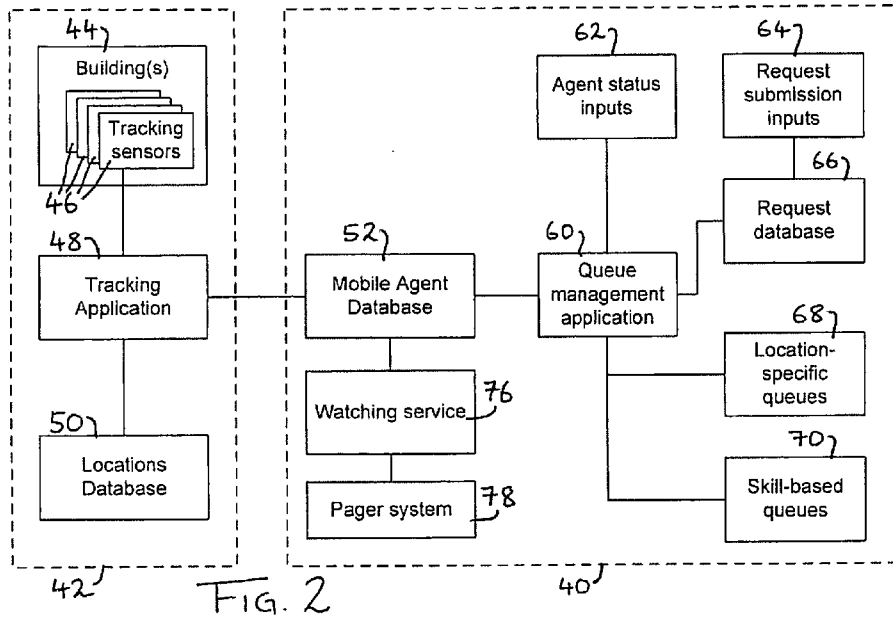 44
Building(s)
Tracking
sensors
46
48
Tracking
Application
50
Locations
Database
42
52
Mobile Agent
Database
Watching service
76
Pager system
78
62
Agent status
inputs
64
Request
submission
inputs
66
Request
database
60
Queue
management
application
68
Location-
specific
queues
70
Skill-based
queues
40
FIG. 2